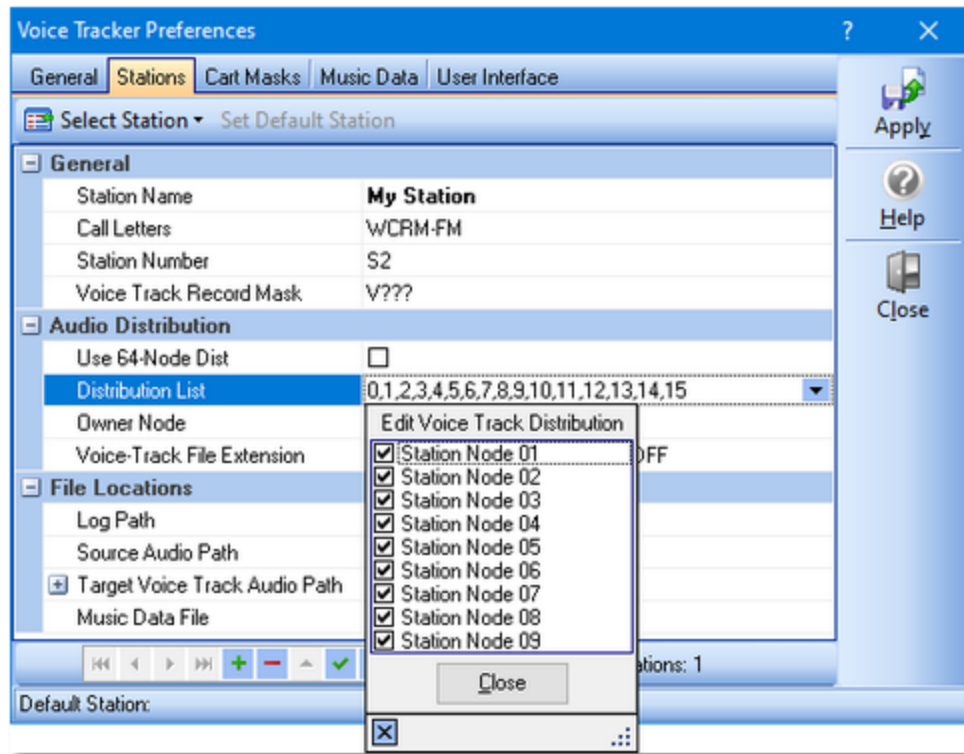 Voice Tracker Preferences ? ×
General Stations Cart Masks Music Data User Interface
Select Station Set Default Station
Apply
Help
Close
General
Station Name My Station
Call Letters WCRM-FM
Station Number S2
Voice Track Record Mask V???
Audio Distribution
Use 64-Node Dist
Distribution List 0,1,2,3,4,5,6,7,8,9,10,11,12,13,14,15
Owner Node
Voice-Track File Extension
File Locations
Log Path
Source Audio Path
Target Voice Track Audio Path
Music Data File
Edit Voice Track Distribution
Station Node 01
Station Node 02
Station Node 03
Station Node 04
Station Node 05
Station Node 06
Station Node 07
Station Node 08
Station Node 09
Close
ations: 1
Default Station: